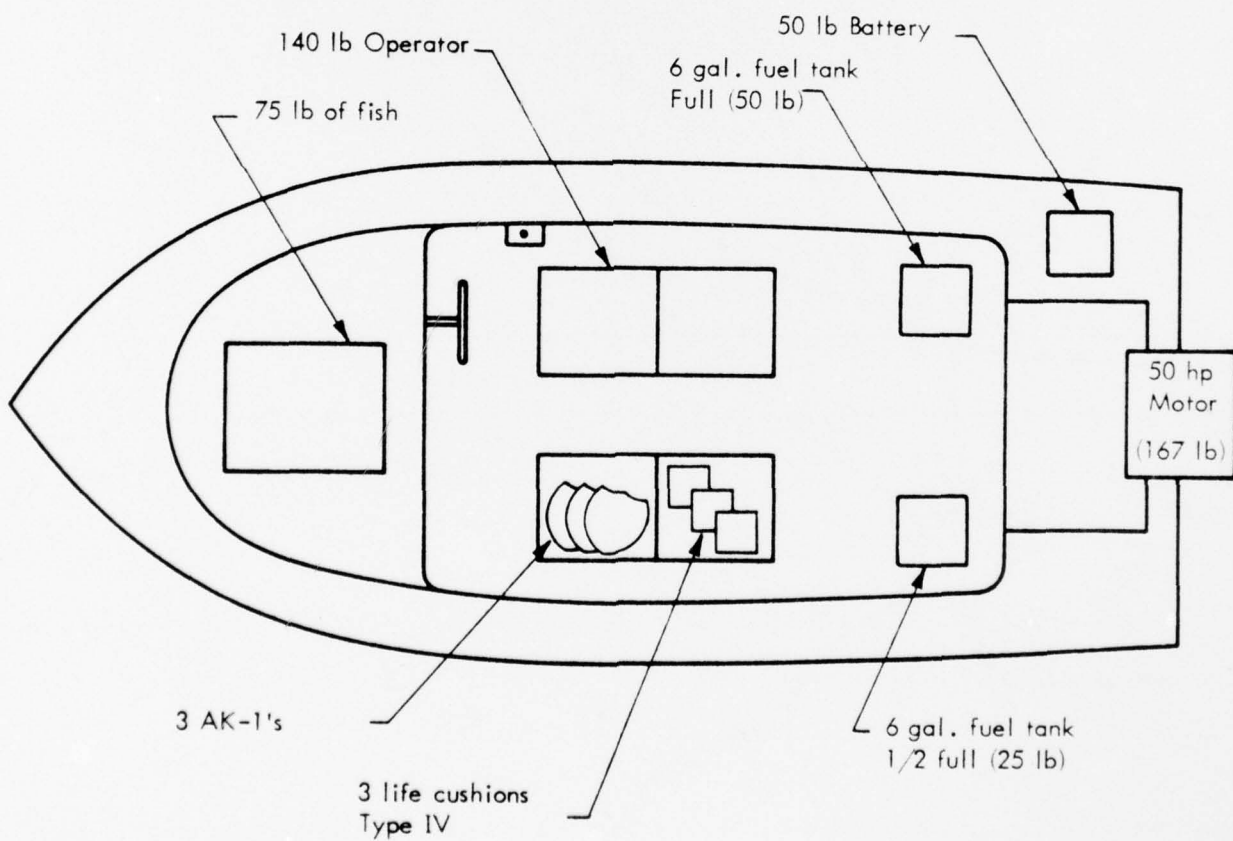 50 lb Battery
140 lb Operator
6 gal. fuel tank
Full (50 lb)
75 lb of fish
50 hp
Motor
(167 lb)
3 AK-1's
6 gal. fuel tank
1/2 full (25 lb)
3 life cushions
Type IV